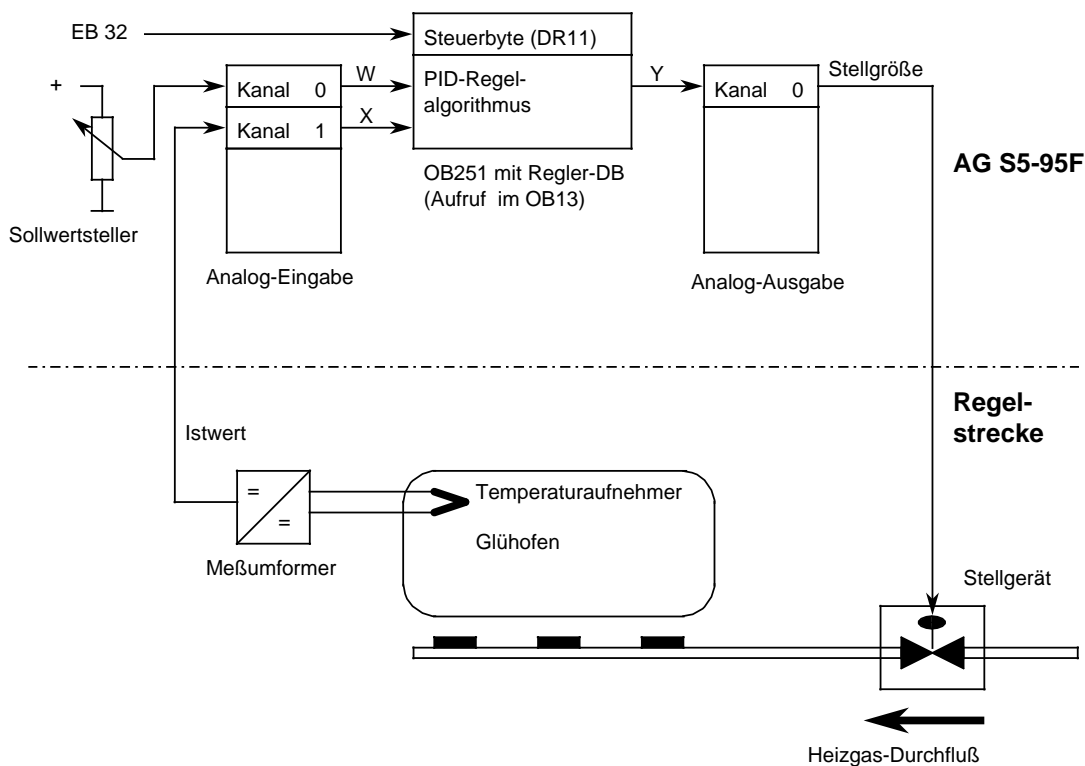 EB 32
Steuerbyte (DR11)
+
Kanal 0
W
PID-Regel-
algorithmus
Y
Kanal 0
Stellgröße
Kanal 1
X
OB251 mit Regler-DB
(Aufruf im OB13)
AG S5-95F
Sollwertsteller
Analog-Eingabe
Analog-Ausgabe
Regel-
strecke
Istwert
=
=
Temperaturaufnehmer
Glühofen
Meßumformer
Stellgerät
Heizgas-Durchfluß